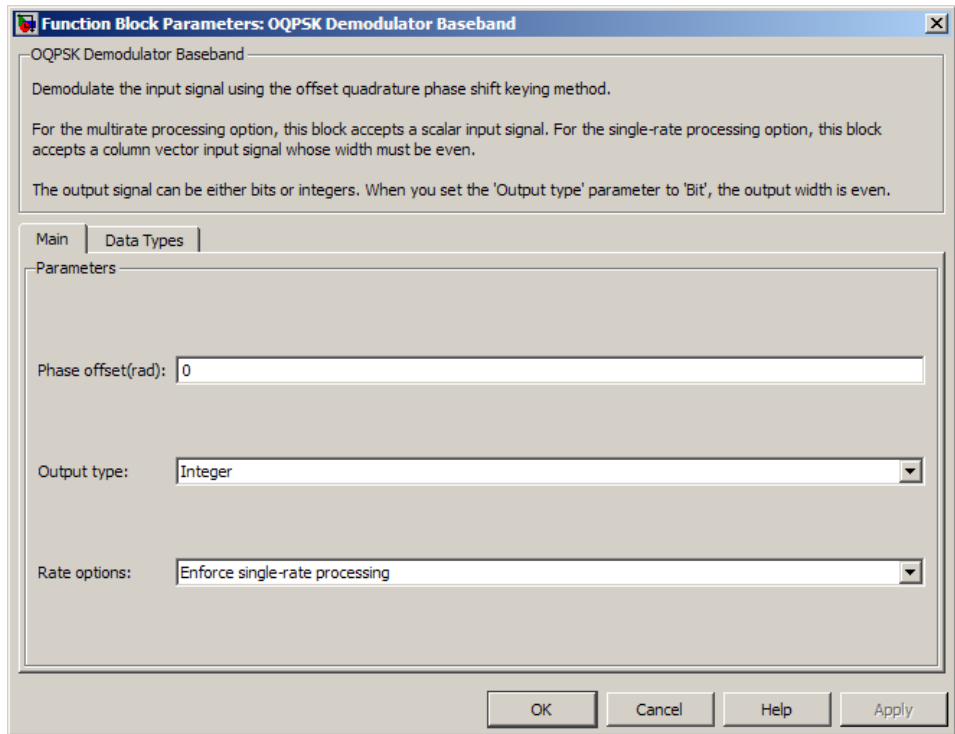 Function Block Parameters: OQPSK Demodulator Baseband
OQPSK Demodulator Baseband
Demodulate the input signal using the offset quadrature phase shift keying method.
For the multirate processing option, this block accepts a scalar input signal. For the single-rate processing option, this block
accepts a column vector input signal whose width must be even.
The output signal can be either bits or integers. When you set the 'Output type' parameter to 'Bit', the output width is even.
Main Data Types
Parameters
Phase offset(rad): 0
Output type: Integer
Rate options: Enforce single-rate processing
OK Cancel Help Apply